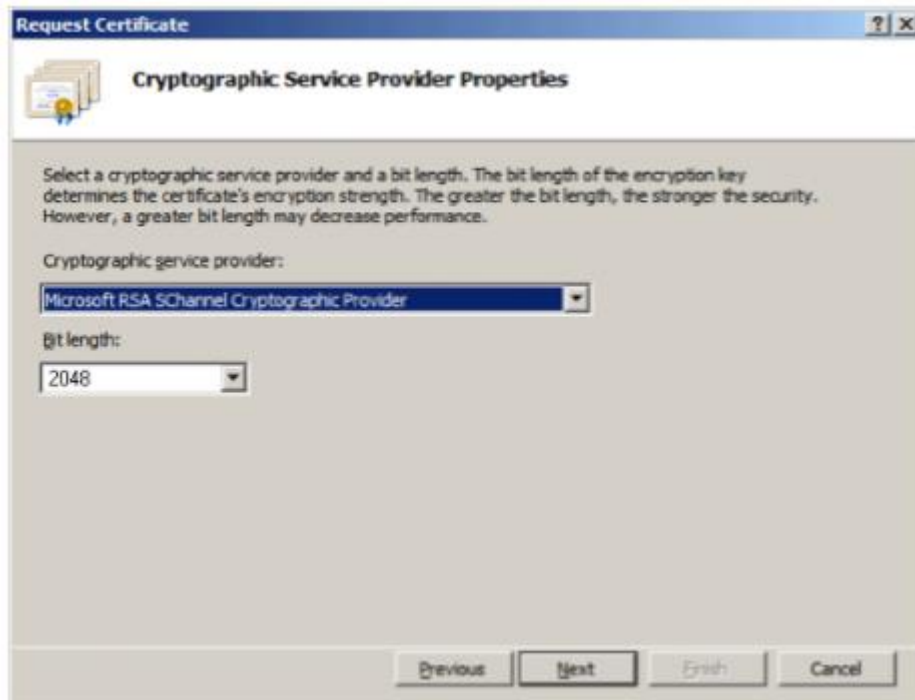 Request Certificate
Cryptographic Service Provider Properties
Select a cryptographic service provider and a bit length. The bit length of the encryption key
determines the certificate's encryption strength. The greater the bit length, the stronger the security.
However, a greater bit length may decrease performance.
Cryptographic service provider:
Microsoft RSA SChannel Cryptographic Provider
Bit length:
2048
Previous Next Finish Cancel